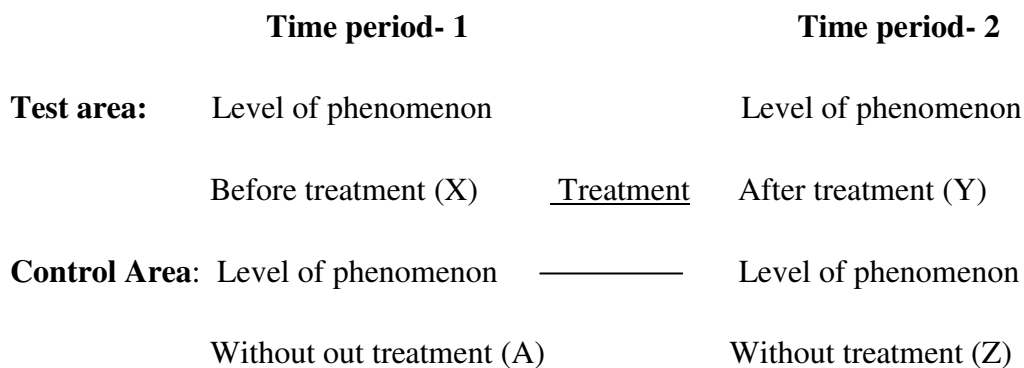 Time period- 1 Time period- 2
Test area: Level of phenomenon Level of phenomenon
Before treatment (X) Treatment After treatment (Y)
Control Area: Level of phenomenon Level of phenomenon
Without out treatment (A) Without treatment (Z)